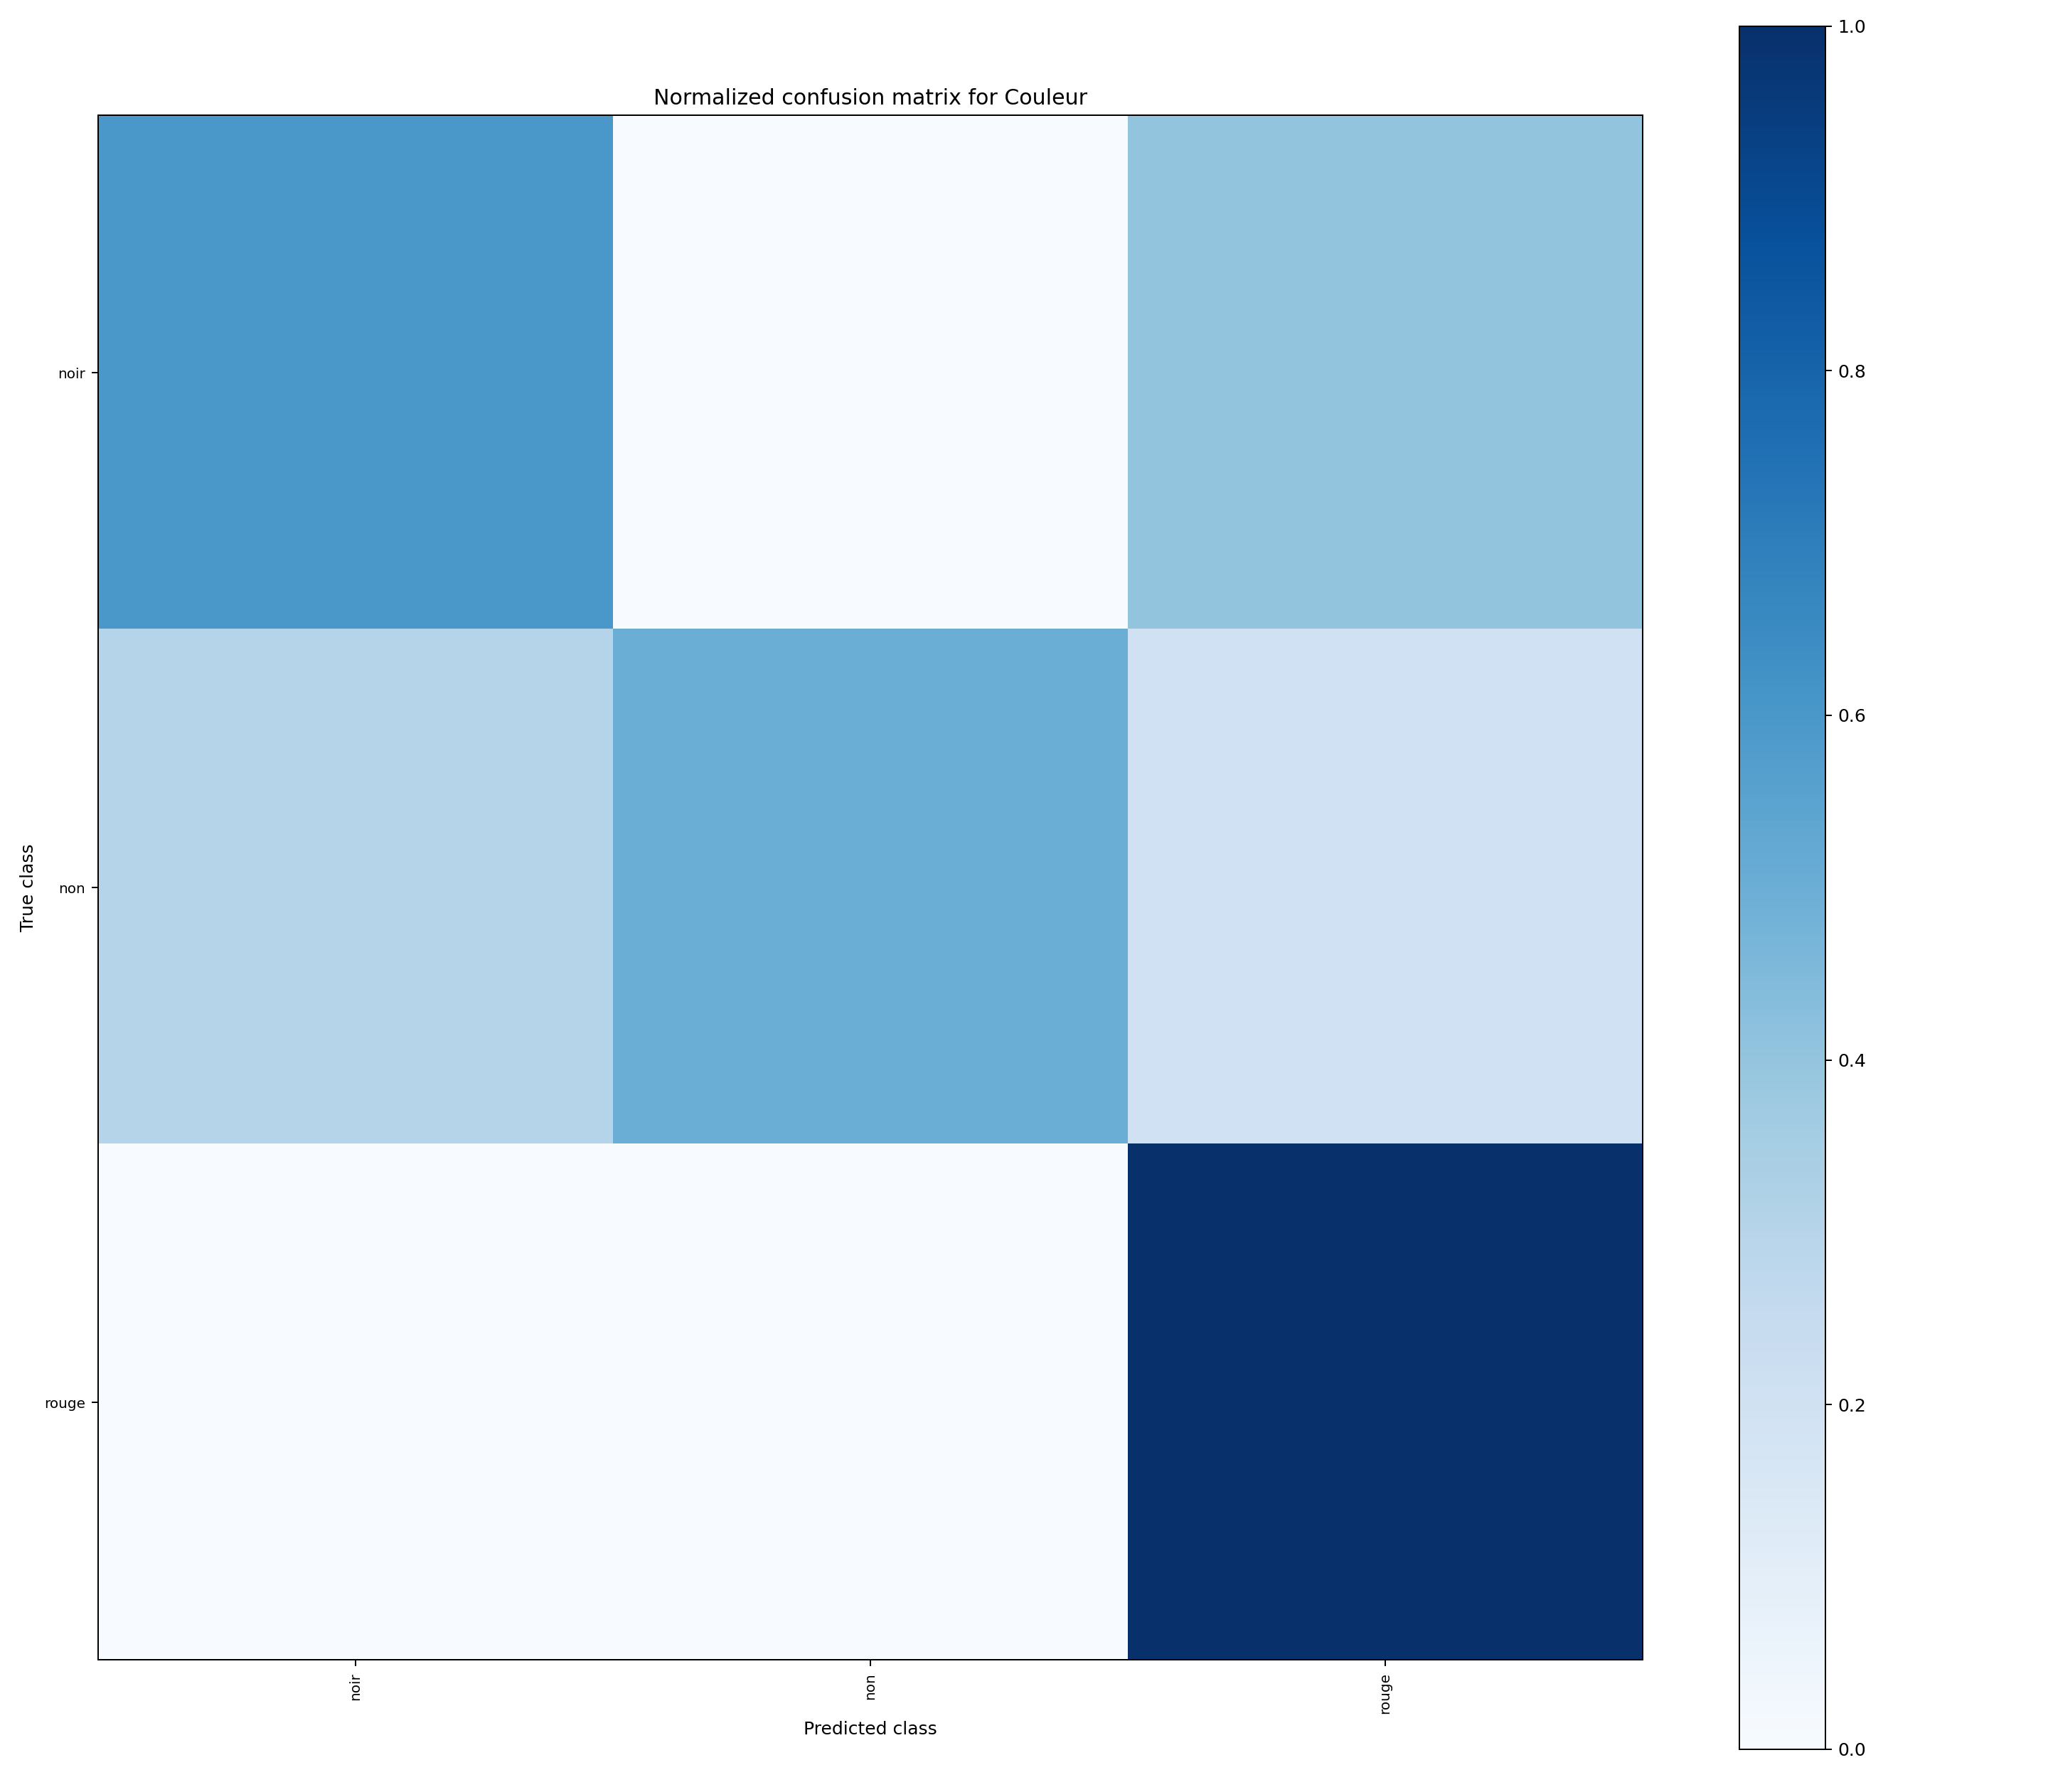 Normalized confusion matrix for Couleur
True class
noir
non
rouge
noir
non
rouge
Predicted class
1.0
0.8
0.6
0.4
0.2
0.0